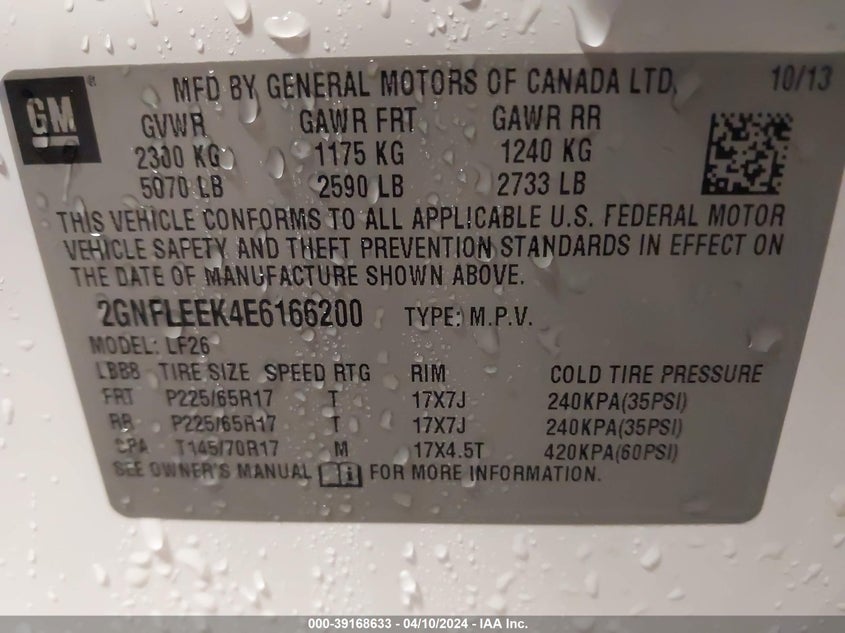 GM ®
MFD BY GENERAL MOTORS OF CANADA LTD. 10/13
GVWR GAWR FRT GAWR RR
2300 KG 1175 KG 1240 KG
5070 LB 2590 LB 2733 LB
THIS VEHICLE CONFORMS TO ALL APPLICABLE U.S. FEDERAL MOTOR
VEHICLE SAFETY AND THEFT PREVENTION STANDARDS IN EFFECT ON
THE DATE OF MANUFACTURE SHOWN ABOVE.
2GNFLEEK4E6166200 TYPE: M.P.V.
MODEL: LF26
LBB8 TIRE SIZE SPEED RTG RIM COLD TIRE PRESSURE
FRT P225/65R17 T 17X7J 240KPA(35PSI)
RR P225/65R17 T 17X7J 240KPA(35PSI)
SPA T145/70R17 M 17X4.5T 420KPA(60PSI)
SEE OWNER'S MANUAL FOR MORE INFORMATION.
000-39168633 - 04/10/2024 - IAA Inc.